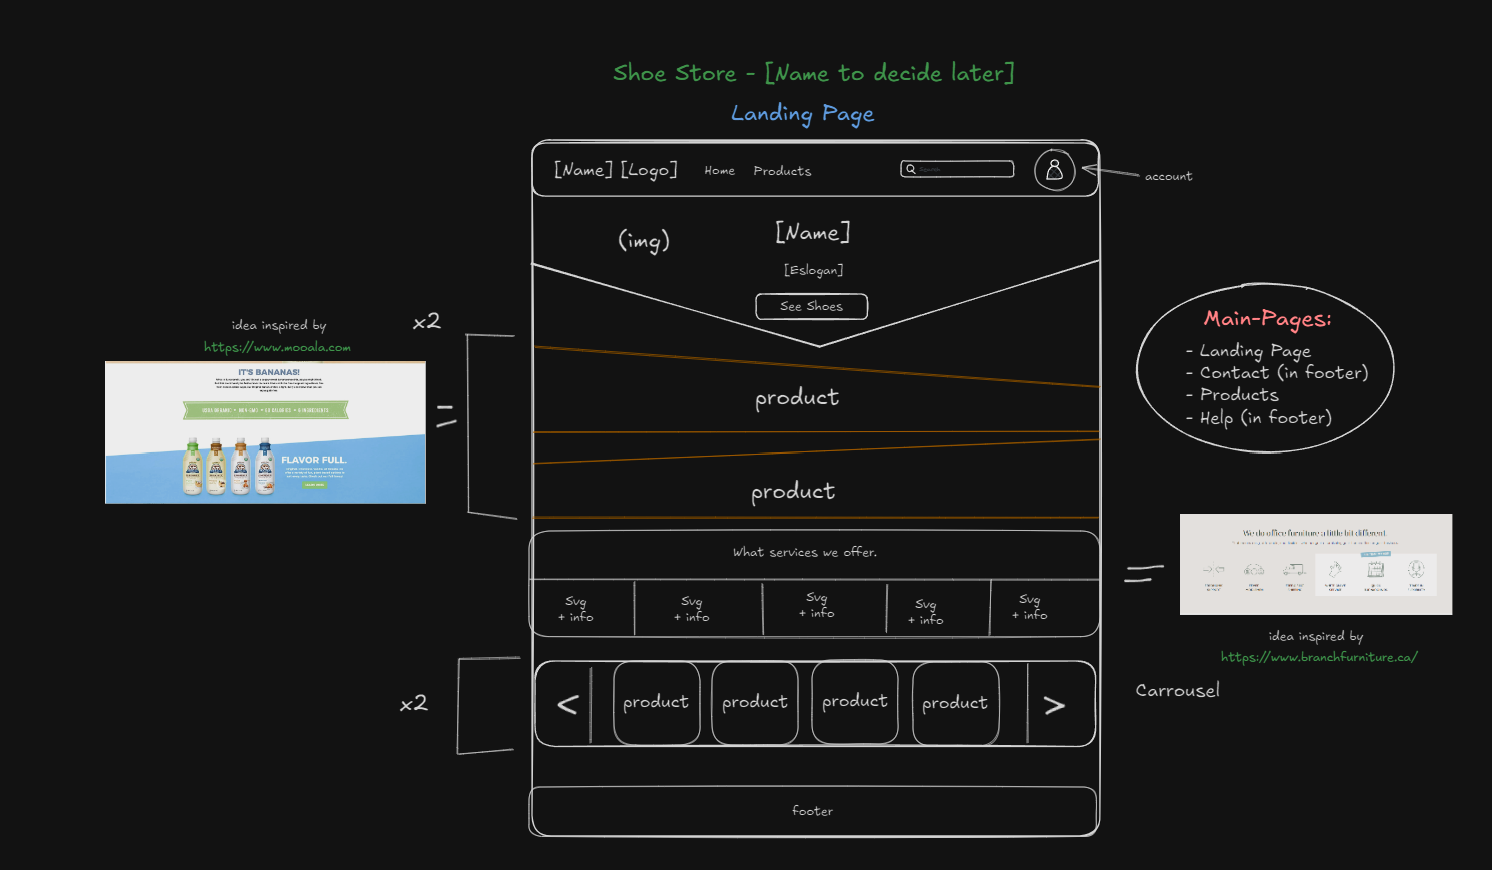 Shoe Store - [Name to decide later]
Landing Page
[Name] [Logo]
Home
Products
account
(img)
[Name]
[Eslogan]
See Shoes
x2
idea inspired by
https://www.mooala.com
IT'S BANANAS!
FLAVOR FULL.
=
product
product
Main-Pages:
- Landing Page
- Contact (in footer)
- Products
- Help (in footer)
What services we offer.
Svg
+ info
Svg
+ info
Svg
+ info
Svg
+ info
Svg
+ info
=
We do office furniture a little bit different.
idea inspired by
https://www.branchfurniture.ca/
x2
<
product
product
product
product
>
Carrousel
footer